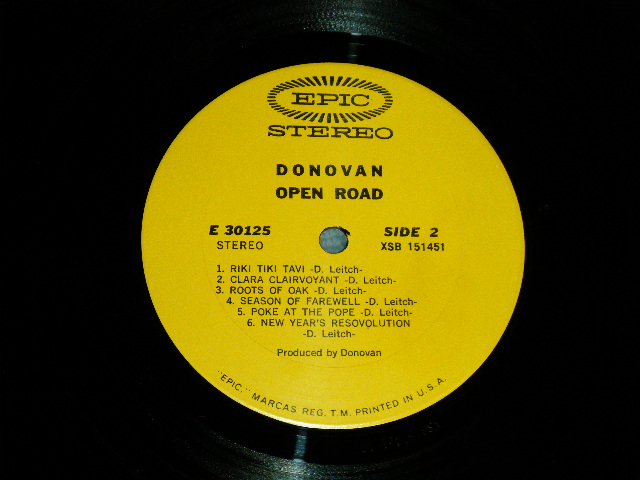 EPIC
STEREO
DONOVAN
OPEN ROAD
E 30125 SIDE 2
STEREO XSB 151451
1. RIKI TIKI TAVI -D. Leitch-
2. CLARA CLAIRVOYANT -D. Leitch-
3. ROOTS OF OAK -D. Leitch-
4. SEASON OF FAREWELL -D. Leitch-
5. POKE AT THE POPE -D. Leitch-
6. NEW YEAR'S RESOVOLUTION
-D. Leitch-
Produced by Donovan
"EPIC," MARCAS REG. T.M. PRINTED IN U.S.A.